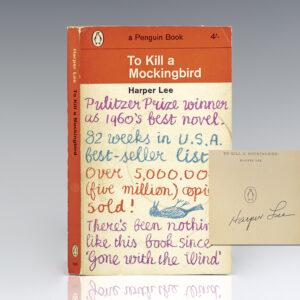 a Penguin Book
4/-
To Kill a
Mockingbird
Harper Lee
Pulitzer Prize winner
as 1960's best novel.
82 weeks in U.S.A.
best-seller list
Over 5,000,000
(five million) copies
sold!
There's been nothing
like this book since
'Gone with the Wind'
Harper Lee
To Kill a Mockingbird
TO KILL A MOCKINGBIRD
HARPER LEE
Harper Lee